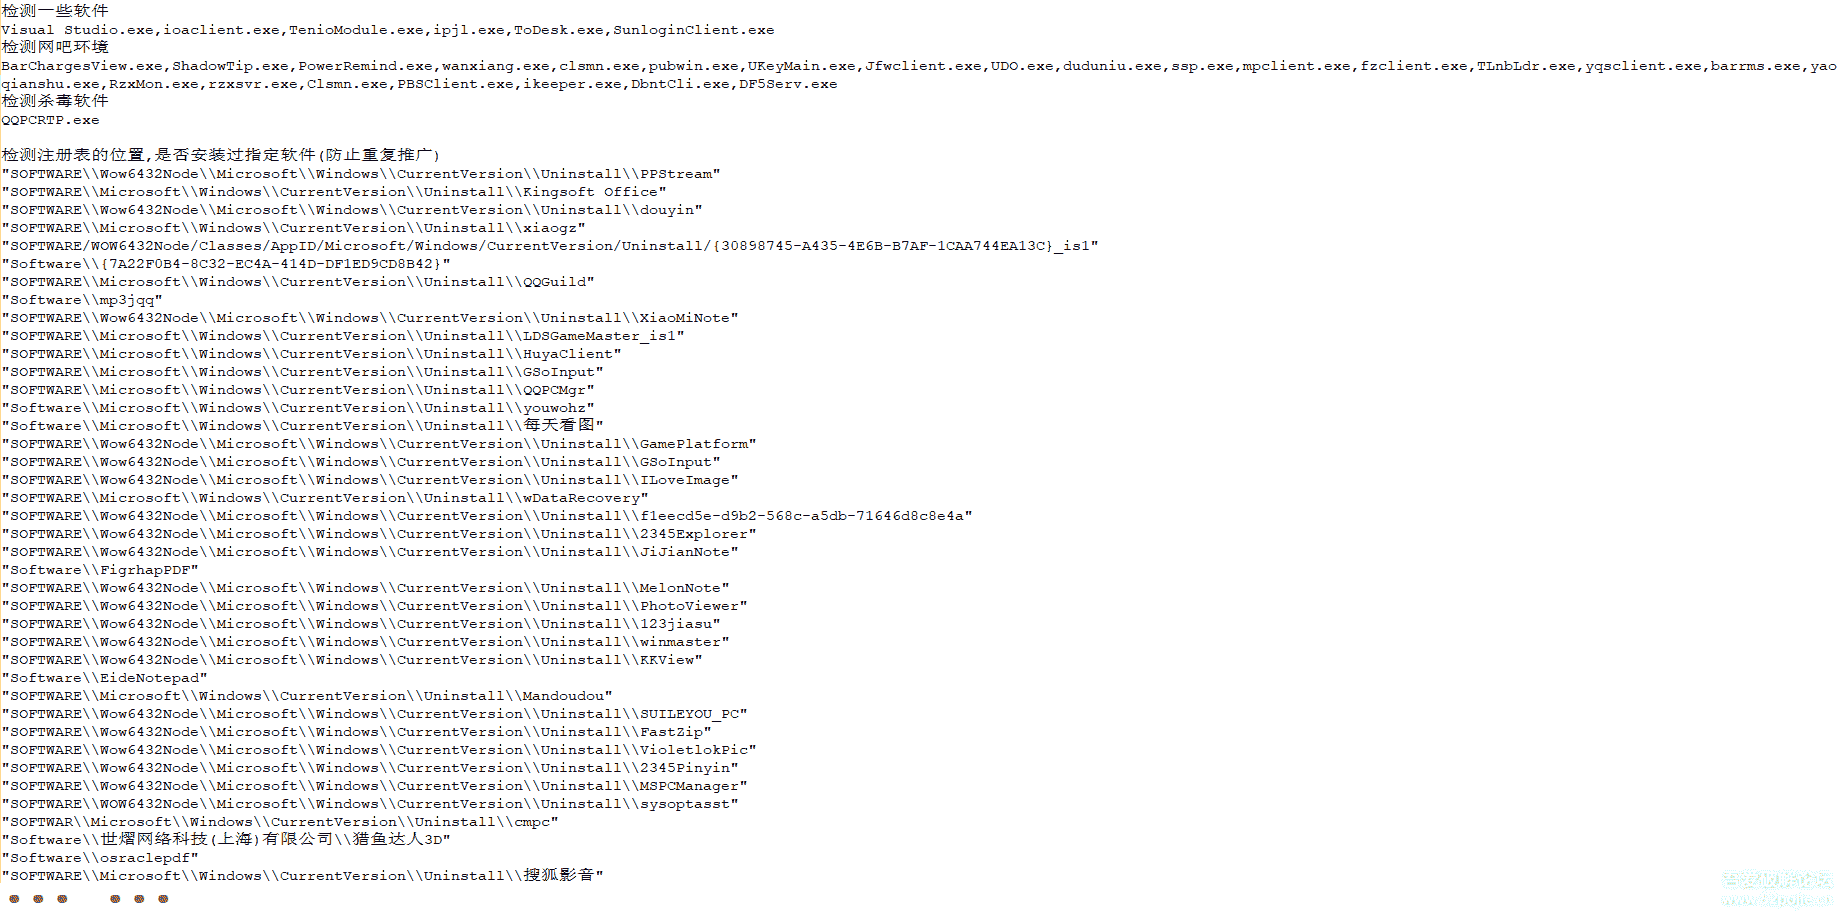 检测一些软件
Visual Studio.exe,ioaclient.exe,TenioModule.exe,ipjl.exe,ToDesk.exe,SunloginClient.exe
检测网吧环境
BarChargesView.exe,ShadowTip.exe,PowerRemind.exe,wanxiang.exe,clsmn.exe,pubwin.exe,UKeyMain.exe,Jfwclient.exe,UDO.exe,duduniu.exe,ssp.exe,mpclient.exe,fzclient.exe,TLnbLdr.exe,yqsclient.exe,barrms.exe,yao
qianshu.exe,RzxMon.exe,rzxsvr.exe,Clsmn.exe,PBSClient.exe,ikeeper.exe,DbntCli.exe,DF5Serv.exe
检测杀毒软件
QQPCRTP.exe
检测注册表的位置,是否安装过指定软件(防止重复推广)
"SOFTWARE\\Wow6432Node\\Microsoft\\Windows\\CurrentVersion\\Uninstall\\PPStream"
"SOFTWARE\\Microsoft\\Windows\\CurrentVersion\\Uninstall\\Kingsoft Office"
"SOFTWARE\\Wow6432Node\\Microsoft\\Windows\\CurrentVersion\\Uninstall\\douyin"
"SOFTWARE\\Microsoft\\Windows\\CurrentVersion\\Uninstall\\xiaogz"
"SOFTWARE/WOW6432Node/Classes/AppID/Microsoft/Windows/CurrentVersion/Uninstall/{30898745-A435-4E6B-B7AF-1CAA744EA13C}_is1"
"Software\\{7A22F0B4-8C32-EC4A-414D-DF1ED9CD8B42}"
"SOFTWARE\\Microsoft\\Windows\\CurrentVersion\\Uninstall\\QQGuild"
"Software\\mp3jqq"
"SOFTWARE\\Wow6432Node\\Microsoft\\Windows\\CurrentVersion\\Uninstall\\XiaoMiNote"
"SOFTWARE\\Microsoft\\Windows\\CurrentVersion\\Uninstall\\LDSGameMaster_is1"
"SOFTWARE\\Microsoft\\Windows\\CurrentVersion\\Uninstall\\HuyaClient"
"SOFTWARE\\Microsoft\\Windows\\CurrentVersion\\Uninstall\\GSoInput"
"SOFTWARE\\Microsoft\\Windows\\CurrentVersion\\Uninstall\\QQPCMgr"
"Software\\Microsoft\\Windows\\CurrentVersion\\Uninstall\\youwohz"
"Software\\Microsoft\\Windows\\CurrentVersion\\Uninstall\\每天看图"
"SOFTWARE\\Wow6432Node\\Microsoft\\Windows\\CurrentVersion\\Uninstall\\GamePlatform"
"SOFTWARE\\Wow6432Node\\Microsoft\\Windows\\CurrentVersion\\Uninstall\\GSoInput"
"SOFTWARE\\Wow6432Node\\Microsoft\\Windows\\CurrentVersion\\Uninstall\\ILoveImage"
"SOFTWARE\\Microsoft\\Windows\\CurrentVersion\\Uninstall\\wDataRecovery"
"SOFTWARE\\Wow6432Node\\Microsoft\\Windows\\CurrentVersion\\Uninstall\\f1eecd5e-d9b2-568c-a5db-71646d8c8e4a"
"SOFTWARE\\Wow6432Node\\Microsoft\\Windows\\CurrentVersion\\Uninstall\\2345Explorer"
"SOFTWARE\\Wow6432Node\\Microsoft\\Windows\\CurrentVersion\\Uninstall\\JiJianNote"
"Software\\FigrhapPDF"
"SOFTWARE\\Wow6432Node\\Microsoft\\Windows\\CurrentVersion\\Uninstall\\MelonNote"
"SOFTWARE\\Wow6432Node\\Microsoft\\Windows\\CurrentVersion\\Uninstall\\PhotoViewer"
"SOFTWARE\\Wow6432Node\\Microsoft\\Windows\\CurrentVersion\\Uninstall\\123jiasu"
"SOFTWARE\\Wow6432Node\\Microsoft\\Windows\\CurrentVersion\\Uninstall\\winmaster"
"SOFTWARE\\Wow6432Node\\Microsoft\\Windows\\CurrentVersion\\Uninstall\\KKView"
"Software\\EideNotepad"
"SOFTWARE\\Microsoft\\Windows\\CurrentVersion\\Uninstall\\Mandoudou"
"SOFTWARE\\Wow6432Node\\Microsoft\\Windows\\CurrentVersion\\Uninstall\\SUILEYOU_PC"
"SOFTWARE\\Wow6432Node\\Microsoft\\Windows\\CurrentVersion\\Uninstall\\FastZip"
"SOFTWARE\\Wow6432Node\\Microsoft\\Windows\\CurrentVersion\\Uninstall\\VioletlokPic"
"SOFTWARE\\Wow6432Node\\Microsoft\\Windows\\CurrentVersion\\Uninstall\\2345Pinyin"
"SOFTWARE\\Wow6432Node\\Microsoft\\Windows\\CurrentVersion\\Uninstall\\MSPCManager"
"SOFTWARE\\WOW6432Node\\Microsoft\\Windows\\CurrentVersion\\Uninstall\\sysoptasst"
"SOFTWAR\\Microsoft\\Windows\\CurrentVersion\\Uninstall\\cmpc"
"Software\\世熠网络科技(上海)有限公司\\猎鱼达人3D"
"Software\\osraclepdf"
"SOFTWARE\\Microsoft\\Windows\\CurrentVersion\\Uninstall\\搜狐影音"
吾爱破解论坛
www.52pojie.cn